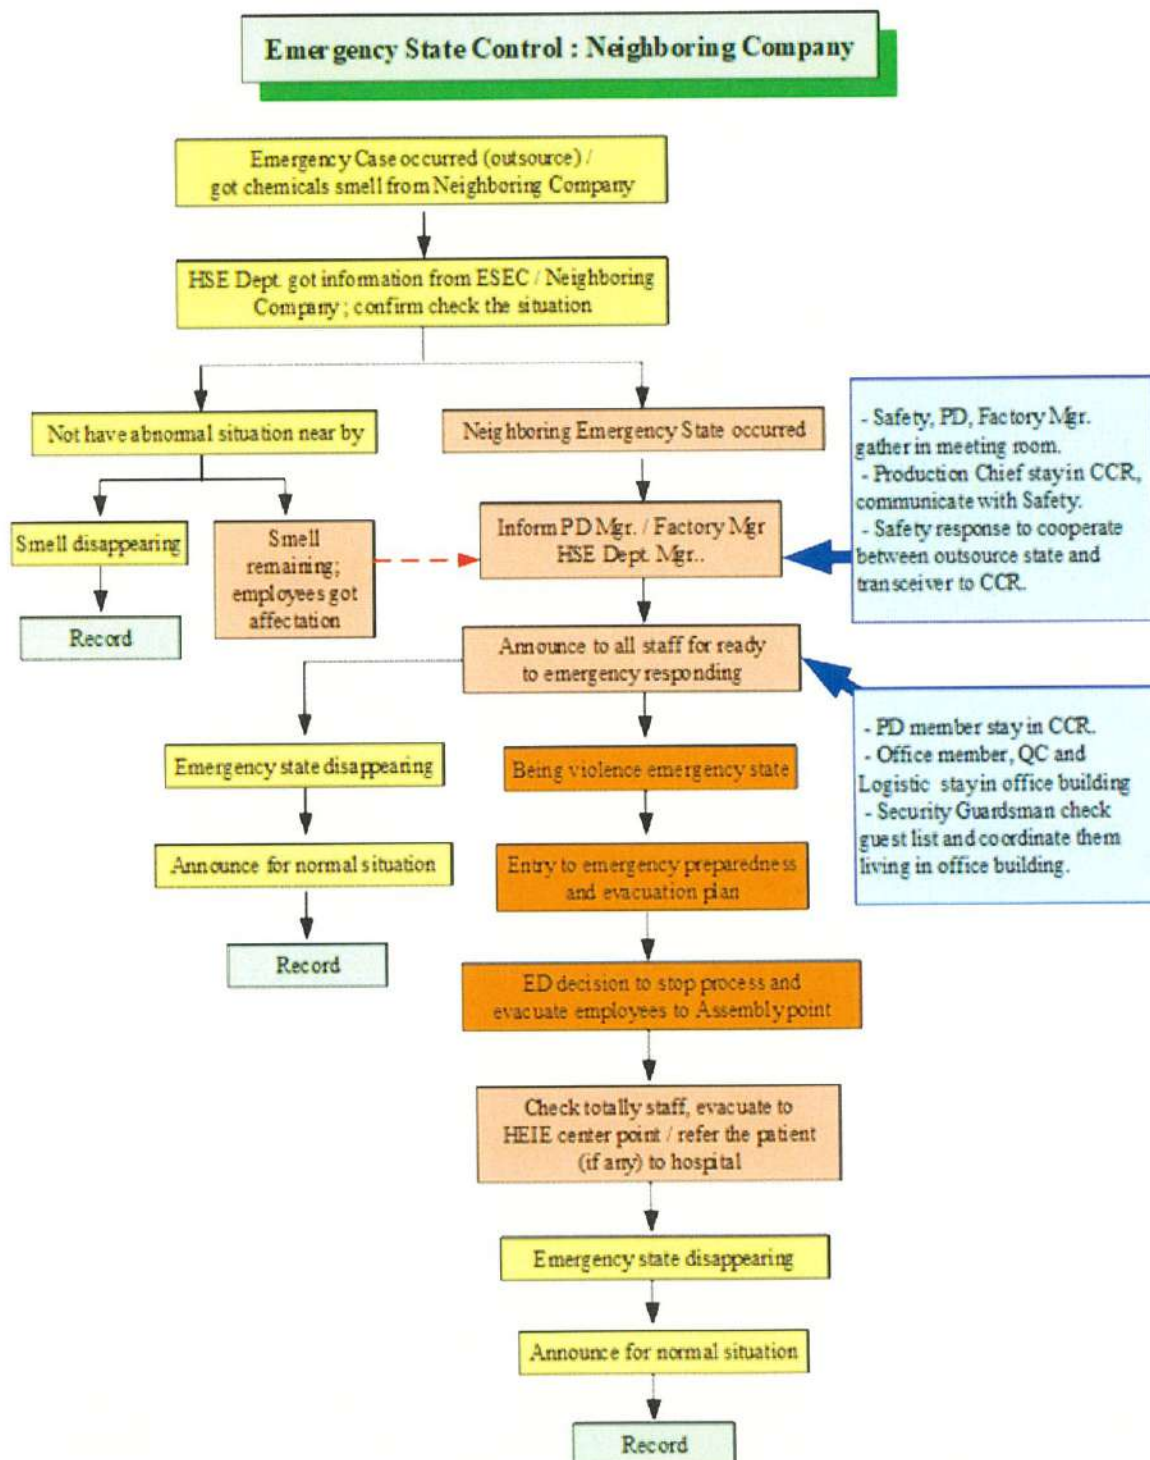 Emergency State Control : Neighboring Company
Emergency Case occurred (outsource) /
got chemicals smell from Neighboring Company
HSE Dept. got information from ESEC / Neighboring
Company ; confirm check the situation
Not have abnormal situation near by
Neighboring Emergency State occurred
- Safety, PD, Factory Mgr.
gather in meeting room.
- Production Chief stay in CCR,
communicate with Safety.
- Safety response to cooperate
between outsource state and
transceiver to CCR.
Smell disappearing
Smell
remaining;
employees got
affectation
Inform PD Mgr. / Factory Mgr
HSE Dept. Mgr..
Record
Announce to all staff for ready
to emergency responding
- PD member stay in CCR.
- Office member, QC and
Logistic stay in office building
- Security Guardsman check
guest list and coordinate them
living in office building.
Emergency state disappearing
Being violence emergency state
Announce for normal situation
Entry to emergency preparedness
and evacuation plan
Record
ED decision to stop process and
evacuate employees to Assembly point
Check totally staff, evacuate to
HEIE center point / refer the patient
(if any) to hospital
Emergency state disappearing
Announce for normal situation
Record